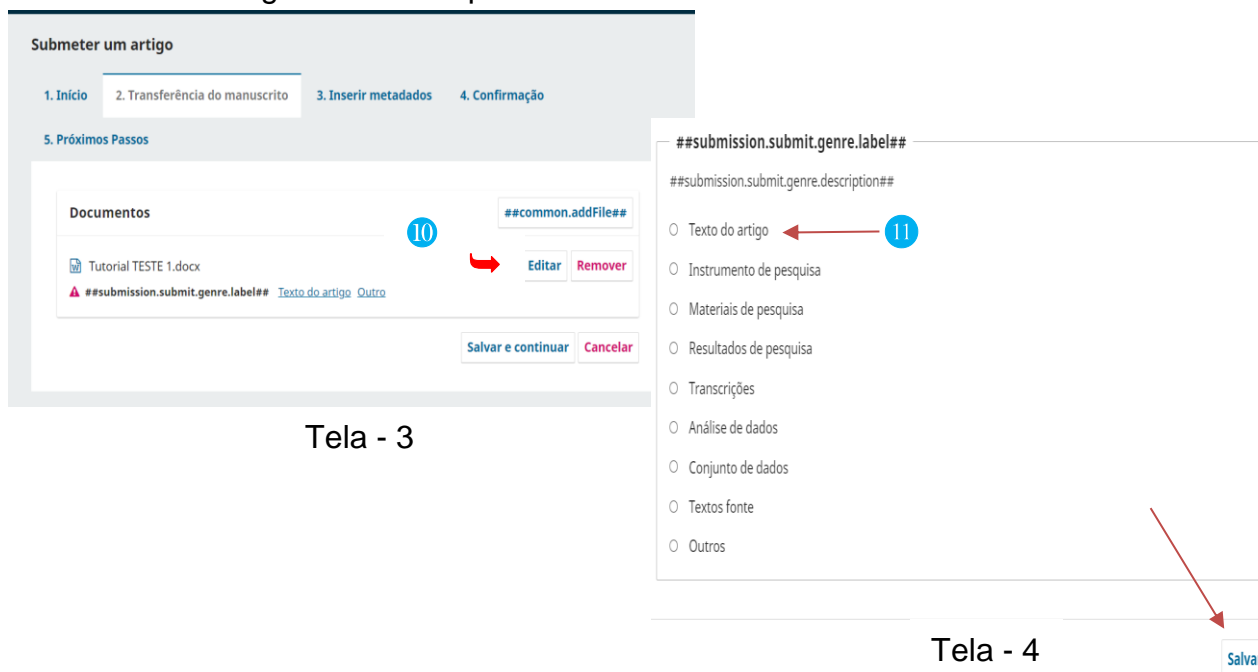 Submeter um artigo
1. Início 2. Transferência do manuscrito 3. Inserir metadados 4. Confirmação
5. Próximos Passos
Documentos ##common.addFile##
10
Tutorial TESTE 1.docx Editar Remover
##submission.submit.genre.label## Texto do artigo Outro
Salvar e continuar Cancelar
Tela - 3
##submission.submit.genre.label##
##submission.submit.genre.description##
Texto do artigo 11
Instrumento de pesquisa
Materiais de pesquisa
Resultados de pesquisa
Transcrições
Análise de dados
Conjunto de dados
Textos fonte
Outros
Tela - 4
Salvar